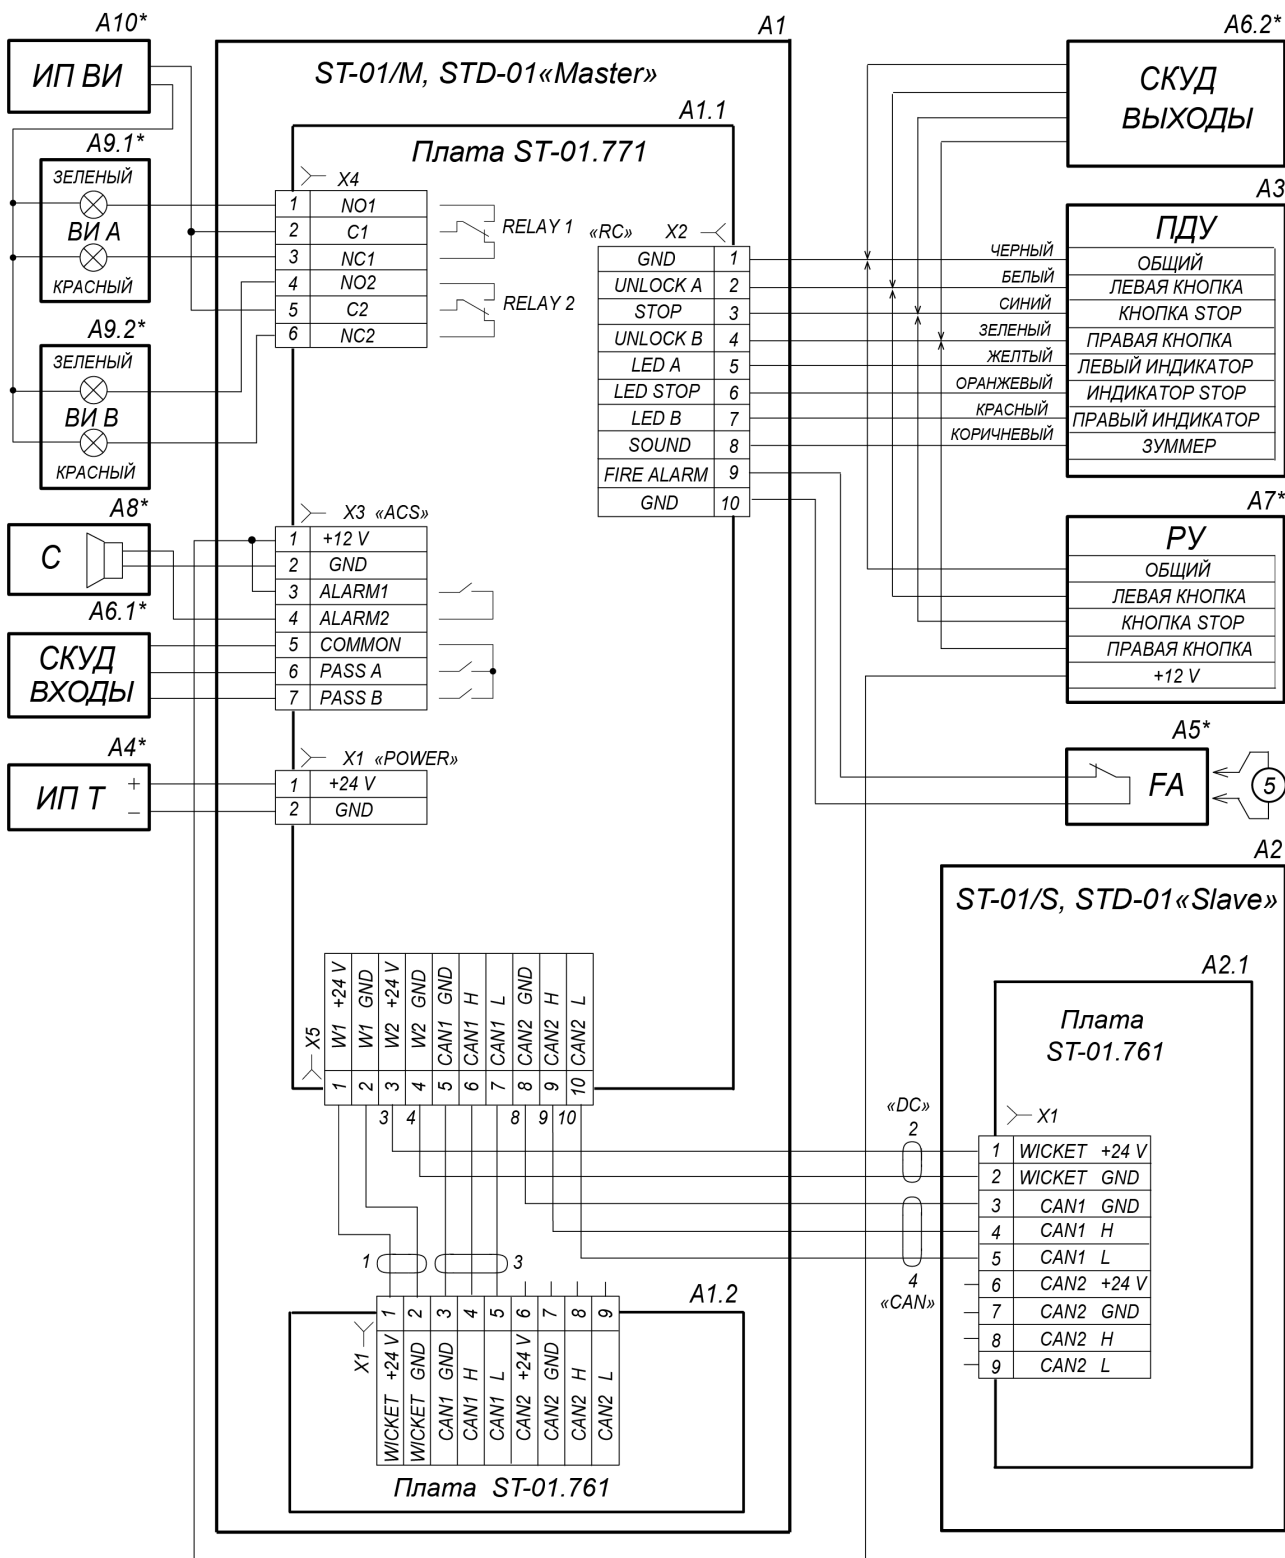 A10*
ИП ВИ
A9.1*
ЗЕЛЕНЫЙ
ВИ А
КРАСНЫЙ
A9.2*
ЗЕЛЕНЫЙ
ВИ В
КРАСНЫЙ
A8*
С
A6.1*
СКУД
ВХОДЫ
A4*
ИП Т
+
–
A1
ST-01/M, STD-01«Master»
A1.1
Плата ST-01.771
X4
1 NO1
2 C1
3 NC1
4 NO2
5 C2
6 NC2
RELAY 1
RELAY 2
X3 «ACS»
1 +12 V
2 GND
3 ALARM1
4 ALARM2
5 COMMON
6 PASS A
7 PASS B
X1 «POWER»
1 +24 V
2 GND
«RC» X2
GND 1
UNLOCK A 2
STOP 3
UNLOCK B 4
LED A 5
LED STOP 6
LED B 7
SOUND 8
FIRE ALARM 9
GND 10
ЧЕРНЫЙ
БЕЛЫЙ
СИНИЙ
ЗЕЛЕНЫЙ
ЖЕЛТЫЙ
ОРАНЖЕВЫЙ
КРАСНЫЙ
КОРИЧНЕВЫЙ
A6.2*
СКУД
ВЫХОДЫ
A3
ПДУ
ОБЩИЙ
ЛЕВАЯ КНОПКА
КНОПКА STOP
ПРАВАЯ КНОПКА
ЛЕВЫЙ ИНДИКАТОР
ИНДИКАТОР STOP
ПРАВЫЙ ИНДИКАТОР
ЗУММЕР
A7*
РУ
ОБЩИЙ
ЛЕВАЯ КНОПКА
КНОПКА STOP
ПРАВАЯ КНОПКА
+12 V
A5*
FA
5
X5
1 W1 +24 V
2 W1 GND
3 W2 +24 V
4 W2 GND
5 CAN1 GND
6 CAN1 H
7 CAN1 L
8 CAN2 GND
9 CAN2 H
10 CAN2 L
3 4 8 9 10
1
3
A1.2
X1
1 WICKET +24 V
2 WICKET GND
3 CAN1 GND
4 CAN1 H
5 CAN1 L
6 CAN2 +24 V
7 CAN2 GND
8 CAN2 H
9 CAN2 L
Плата ST-01.761
«DC»
2
4
«CAN»
A2
ST-01/S, STD-01«Slave»
A2.1
Плата
ST-01.761
X1
1 WICKET +24 V
2 WICKET GND
3 CAN1 GND
4 CAN1 H
5 CAN1 L
6 CAN2 +24 V
7 CAN2 GND
8 CAN2 H
9 CAN2 L